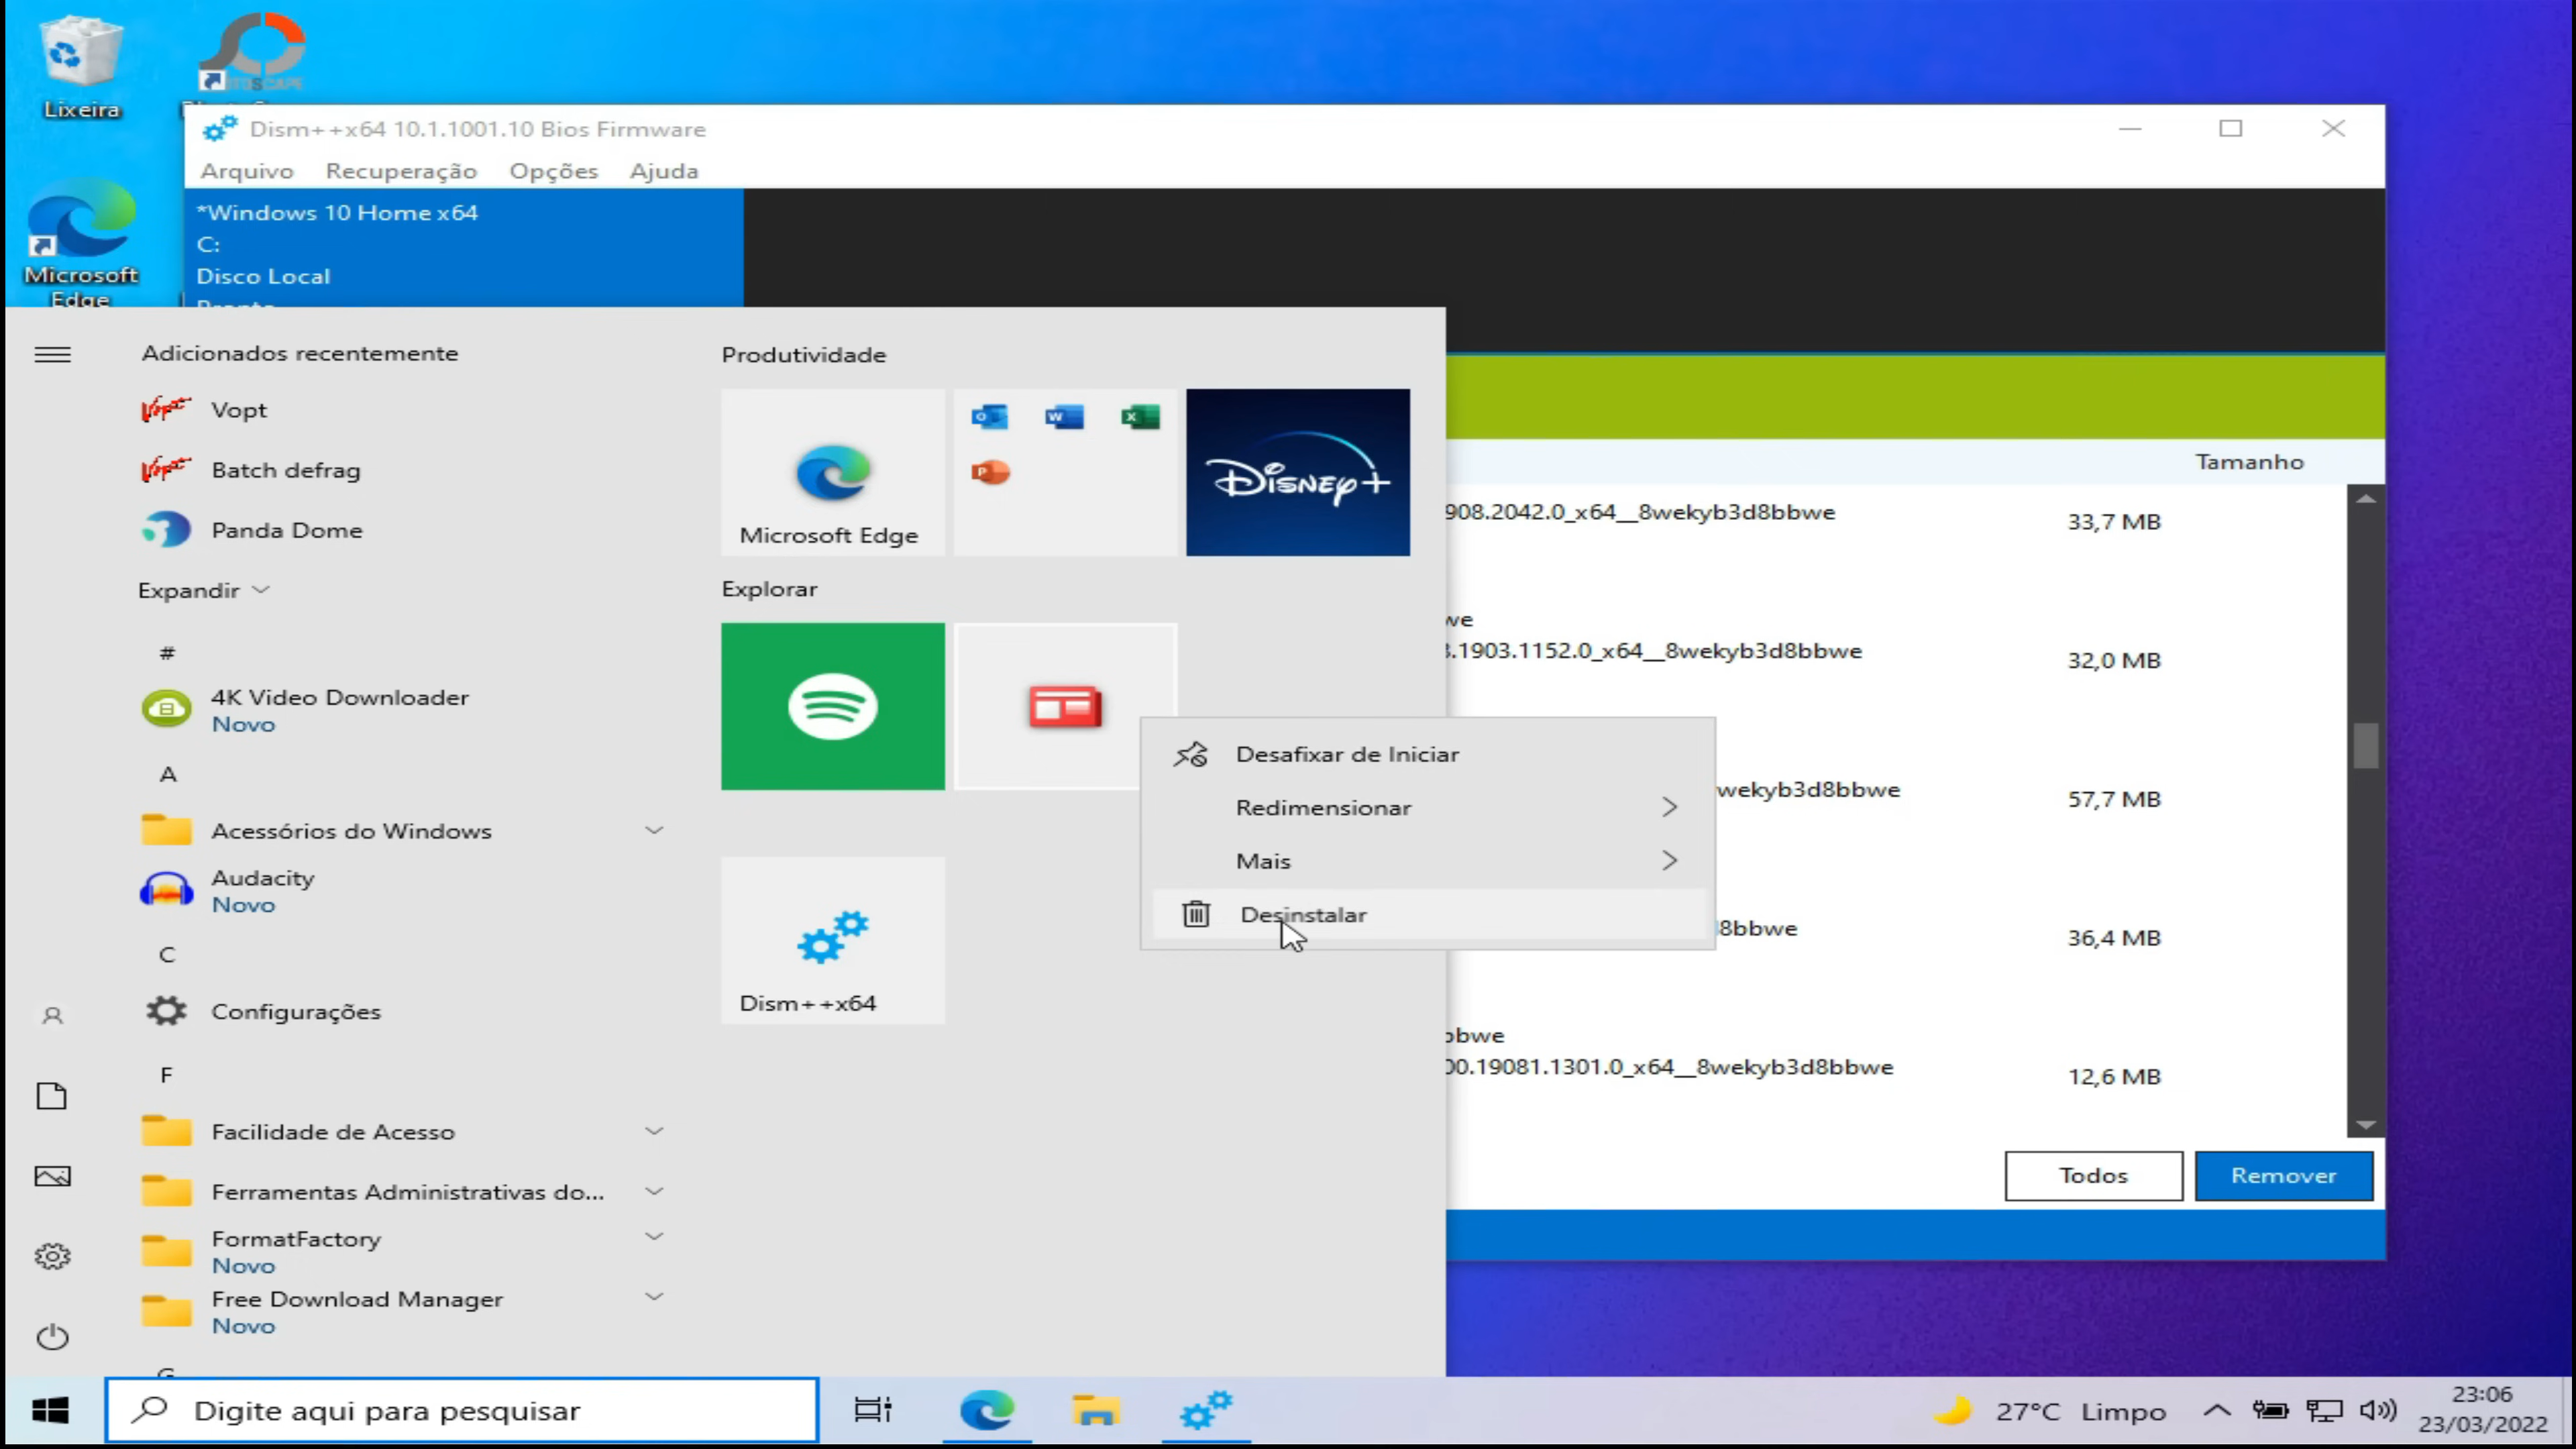 Lixeira
Microsoft
Edge
Dism++x64 10.1.1001.10 Bios Firmware
Arquivo Recuperação Opções Ajuda
*Windows 10 Home x64
C:
Disco Local
Adicionados recentemente
Vopt
Batch defrag
Panda Dome
Expandir
#
4K Video Downloader
Novo
A
Acessórios do Windows
Audacity
Novo
C
Configurações
F
Facilidade de Acesso
Ferramentas Administrativas do...
FormatFactory
Novo
Free Download Manager
Novo
Produtividade
Microsoft Edge
Disney+
Explorar
Dism++x64
Desafixar de Iniciar
Redimensionar
Mais
Desinstalar
Tamanho
908.2042.0_x64__8wekyb3d8bbwe
33,7 MB
.1903.1152.0_x64__8wekyb3d8bbwe
32,0 MB
wekyb3d8bbwe
57,7 MB
8bbwe
36,4 MB
bbwe
00.19081.1301.0_x64__8wekyb3d8bbwe
12,6 MB
Todos Remover
Digite aqui para pesquisar
27°C Limpo
23:06
23/03/2022